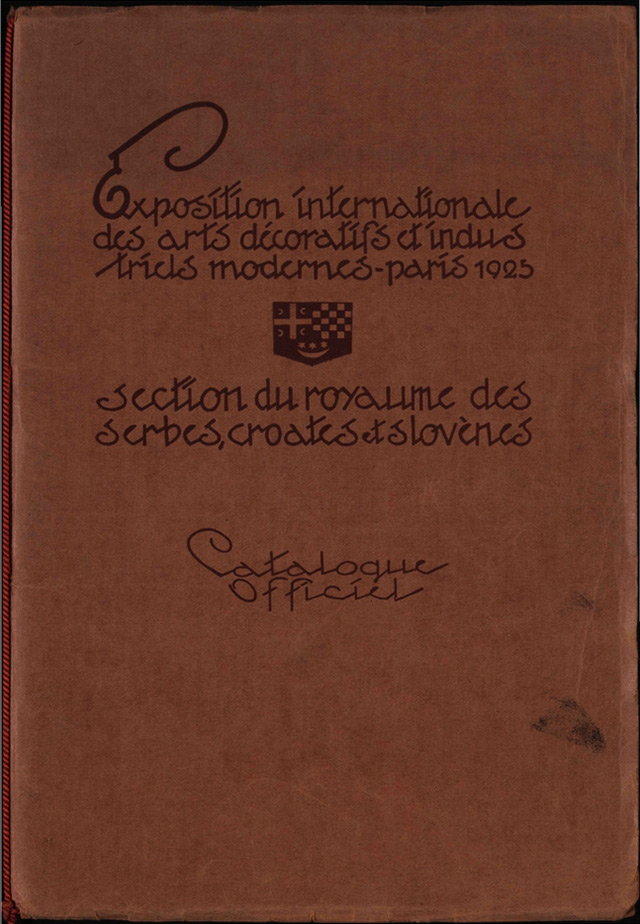 Exposition internationale
des arts décoratifs et indus
triels modernes-paris 1925
section du royaume des
serbes, croates et slovènes
Catalogue
Officiel